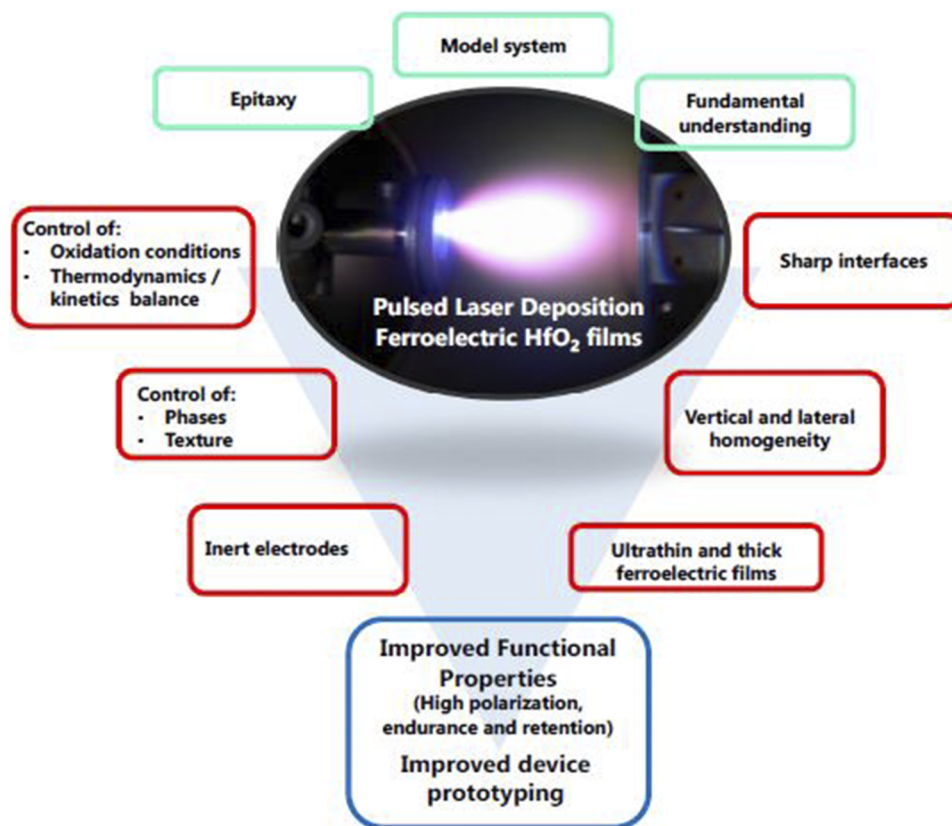 Model system
Epitaxy
Fundamental
understanding
Control of:
• Oxidation conditions
• Thermodynamics /
kinetics balance
Sharp interfaces
Pulsed Laser Deposition
Ferroelectric HfO₂ films
Control of:
• Phases
• Texture
Vertical and lateral
homogeneity
Inert electrodes
Ultrathin and thick
ferroelectric films
Improved Functional
Properties
(High polarization,
endurance and retention)
Improved device
prototyping